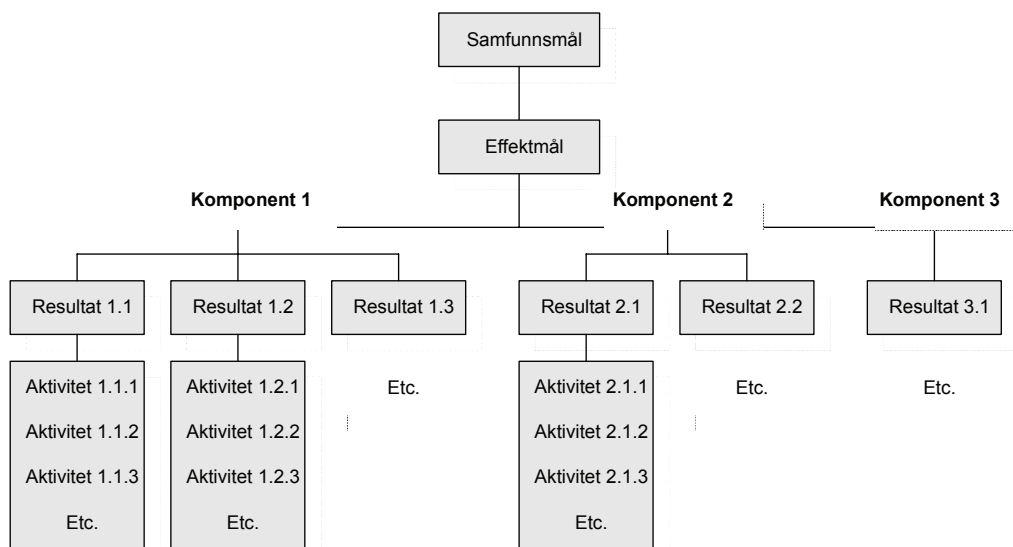 Samfunnsmål
Effektmål
Komponent 1
Komponent 2
Komponent 3
Resultat 1.1
Resultat 1.2
Resultat 1.3
Resultat 2.1
Resultat 2.2
Resultat 3.1
Aktivitet 1.1.1
Aktivitet 1.1.2
Aktivitet 1.1.3
Etc.
Aktivitet 1.2.1
Aktivitet 1.2.2
Aktivitet 1.2.3
Etc.
Etc.
Aktivitet 2.1.1
Aktivitet 2.1.2
Aktivitet 2.1.3
Etc.
Etc.
Etc.